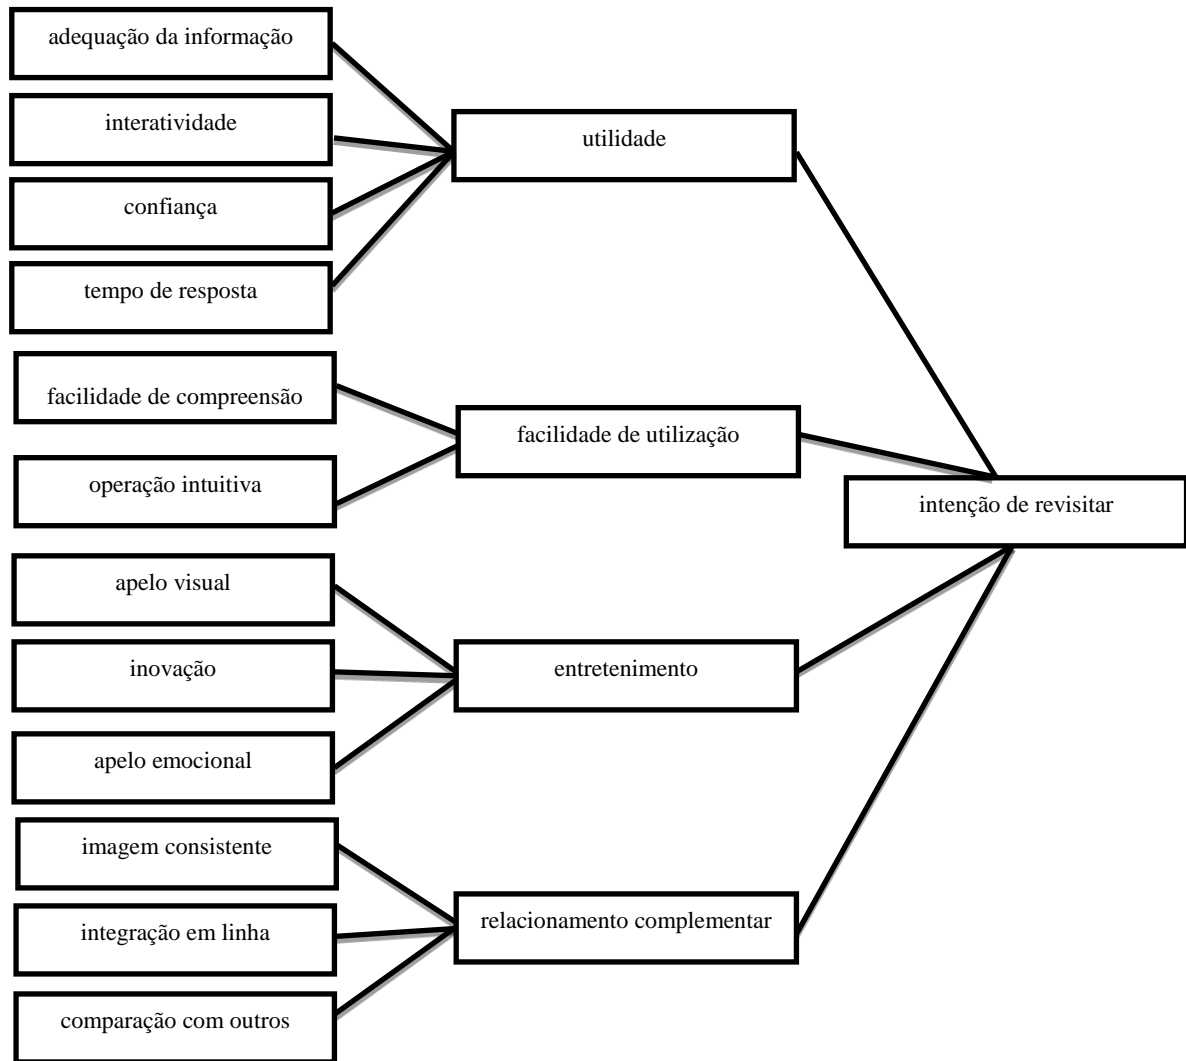 adequação da informação
interatividade
confiança
tempo de resposta
utilidade
facilidade de compreensão
operação intuitiva
facilidade de utilização
apelo visual
inovação
apelo emocional
entretenimento
imagem consistente
integração em linha
comparação com outros
relacionamento complementar
intenção de revisitar